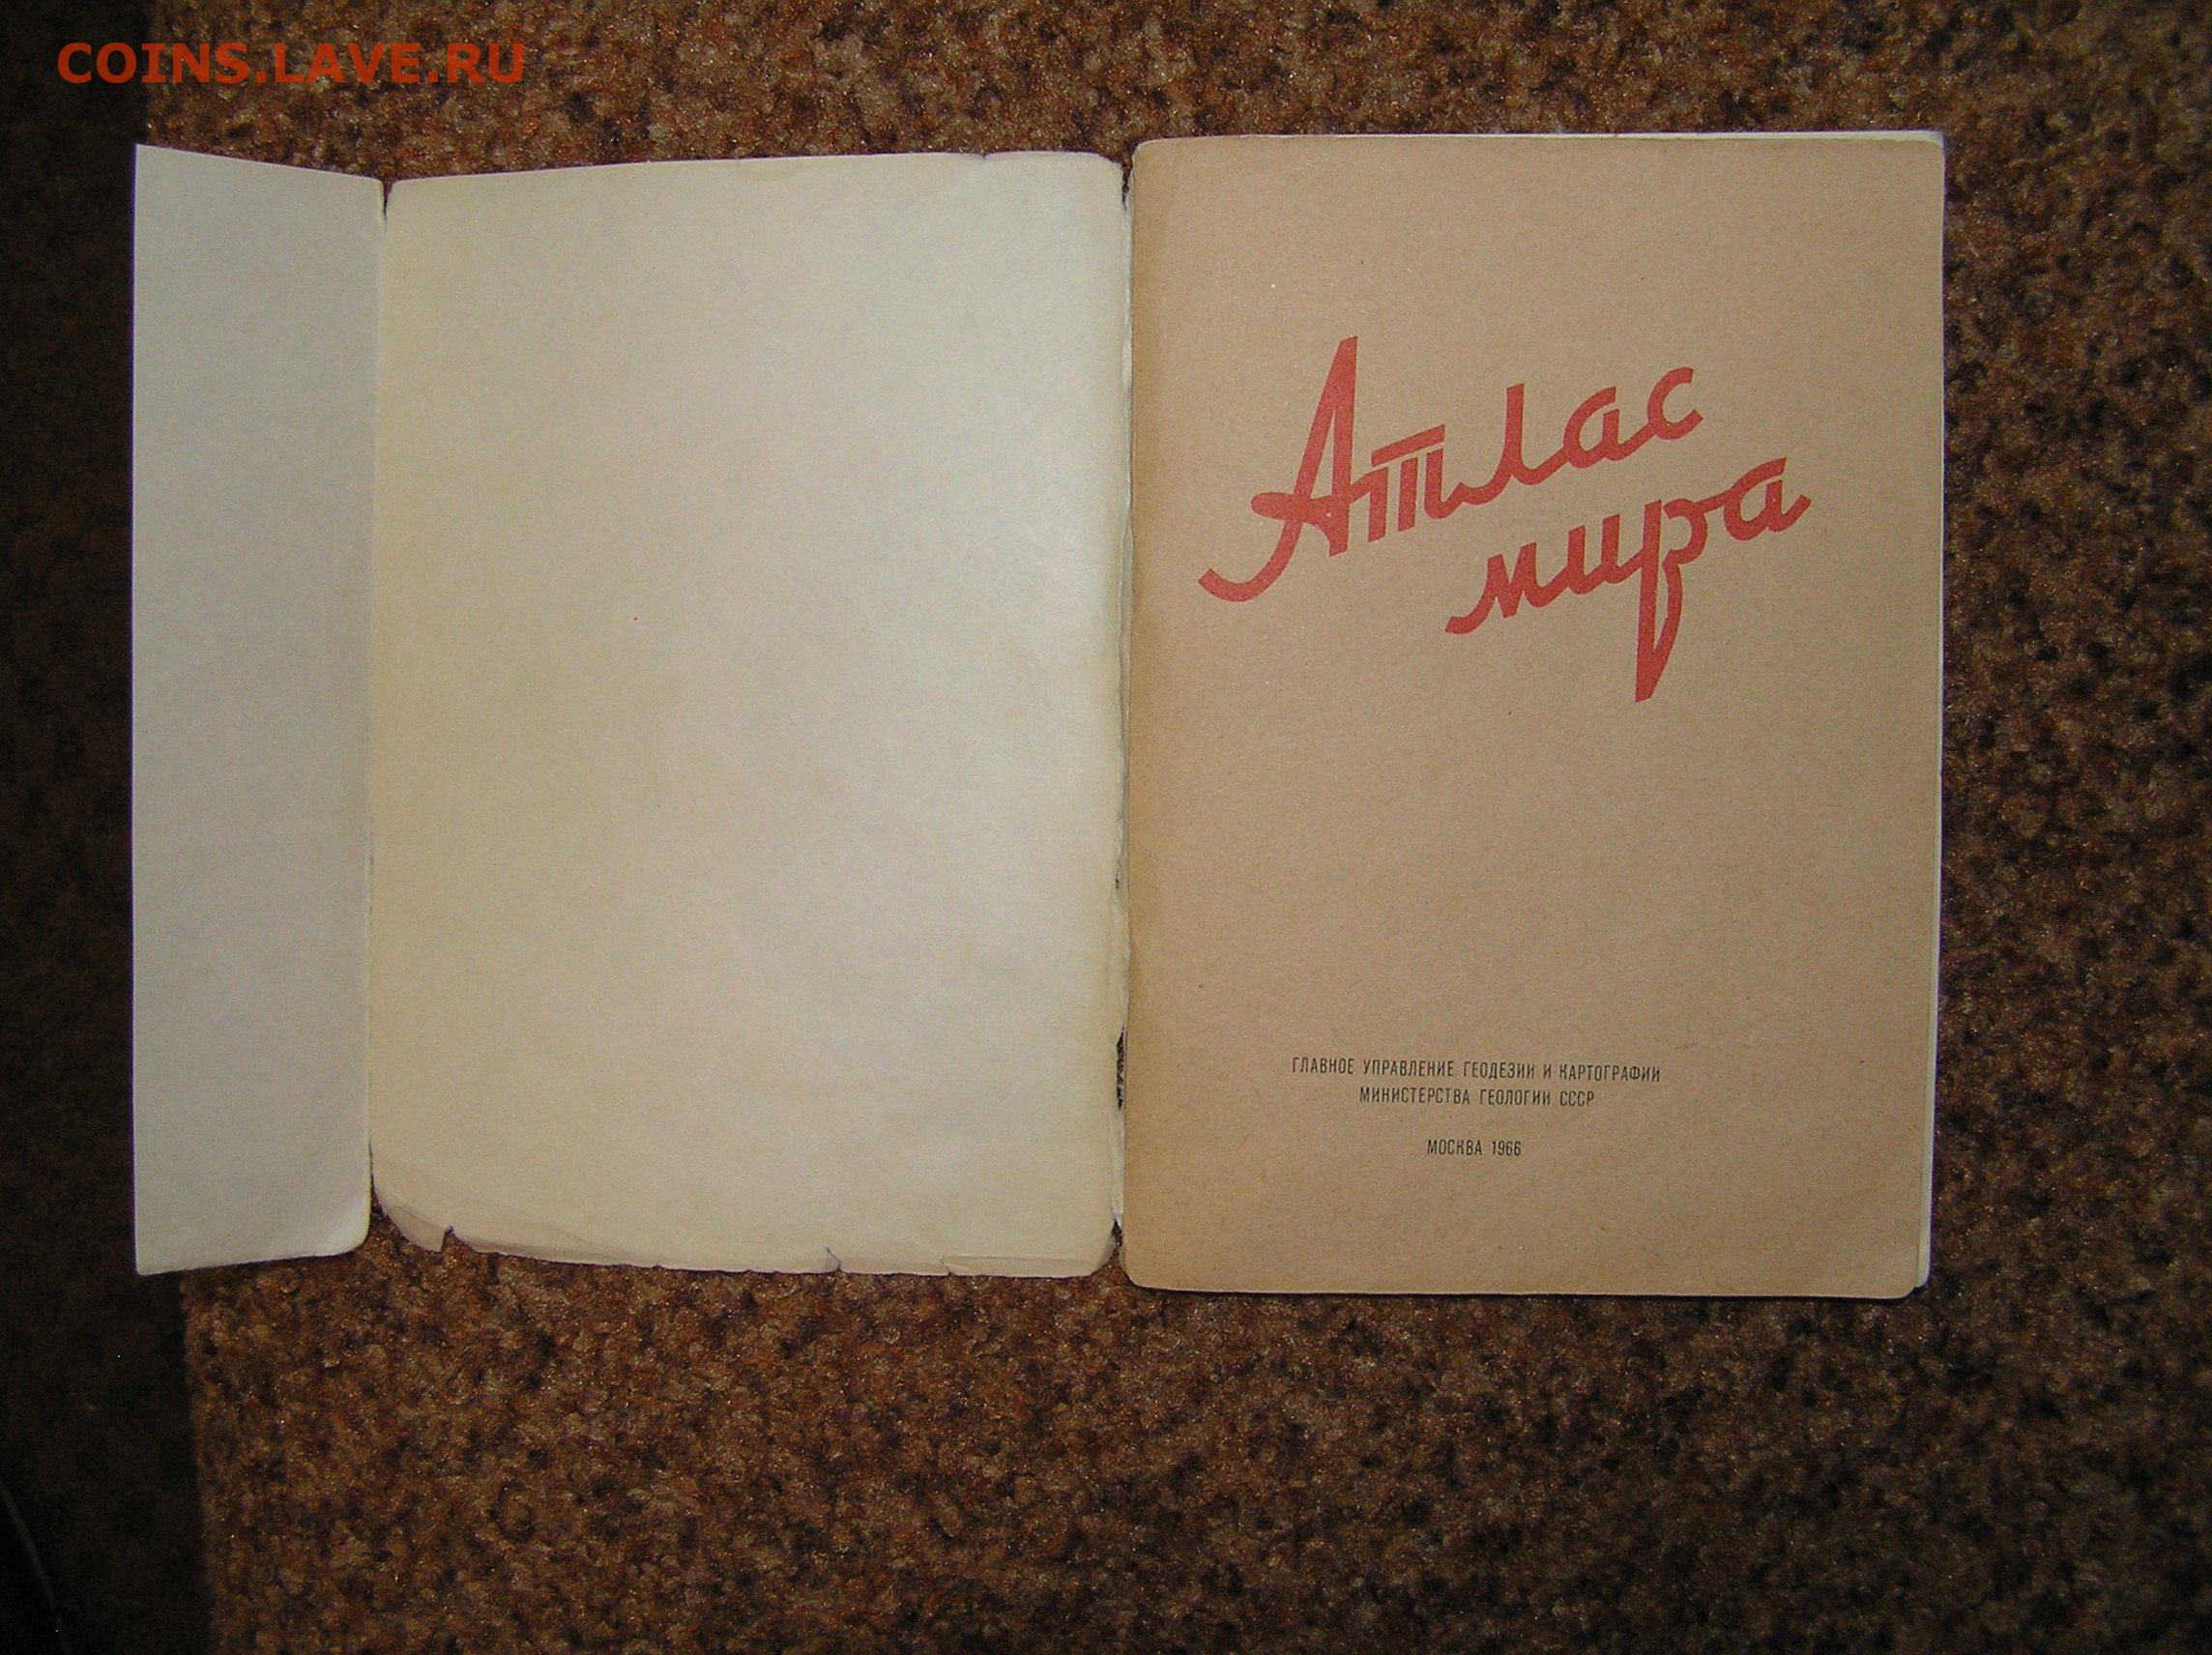 COINS.LAVE.RU
Атлас
мира
ГЛАВНОЕ УПРАВЛЕНИЕ ГЕОДЕЗИИ И КАРТОГРАФИИ
МИНИСТЕРСТВА ГЕОЛОГИИ СССР
МОСКВА 1966